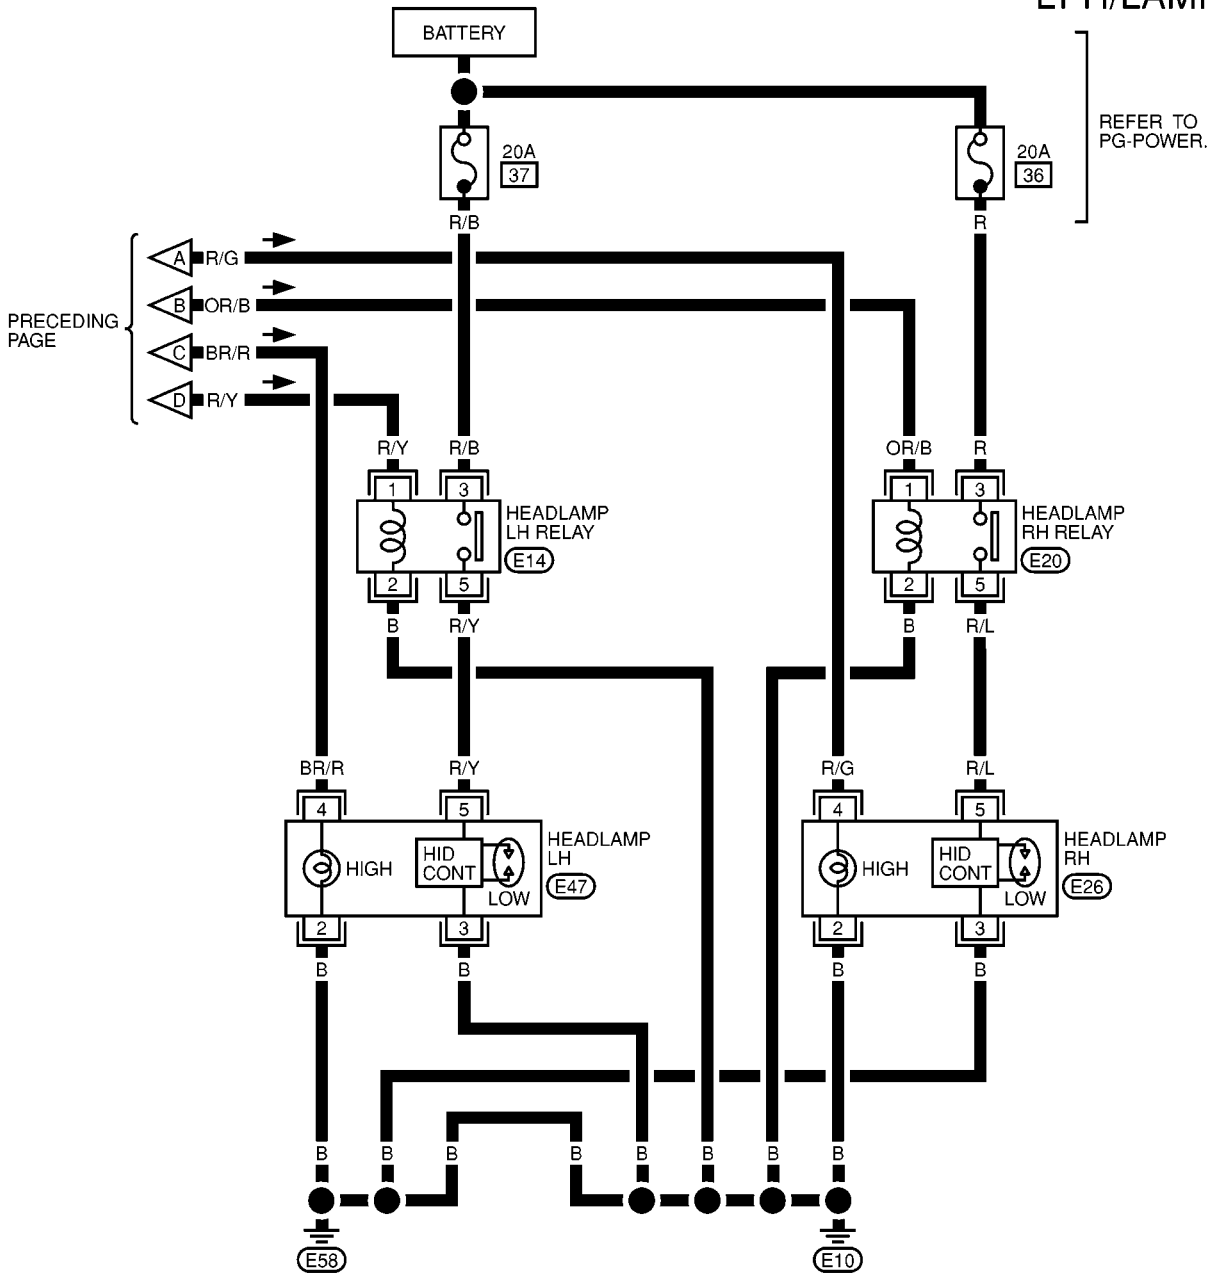 BATTERY
REFER TO
PG-POWER.
20A
37
20A
36
R/B
R
A R/G
B OR/B
PRECEDING
PAGE
C BR/R
D R/Y
R/Y
R/B
OR/B
R
1
3
1
3
HEADLAMP
LH RELAY
E14
HEADLAMP
RH RELAY
E20
2
5
2
5
B
R/Y
B
R/L
BR/R
R/Y
R/G
R/L
4
5
4
5
HIGH
HID
CONT
LOW
HEADLAMP
LH
E47
HIGH
HID
CONT
LOW
HEADLAMP
RH
E26
2
3
2
3
B
B
B
B
B
B
B
B
B
B
B
B
E58
E10